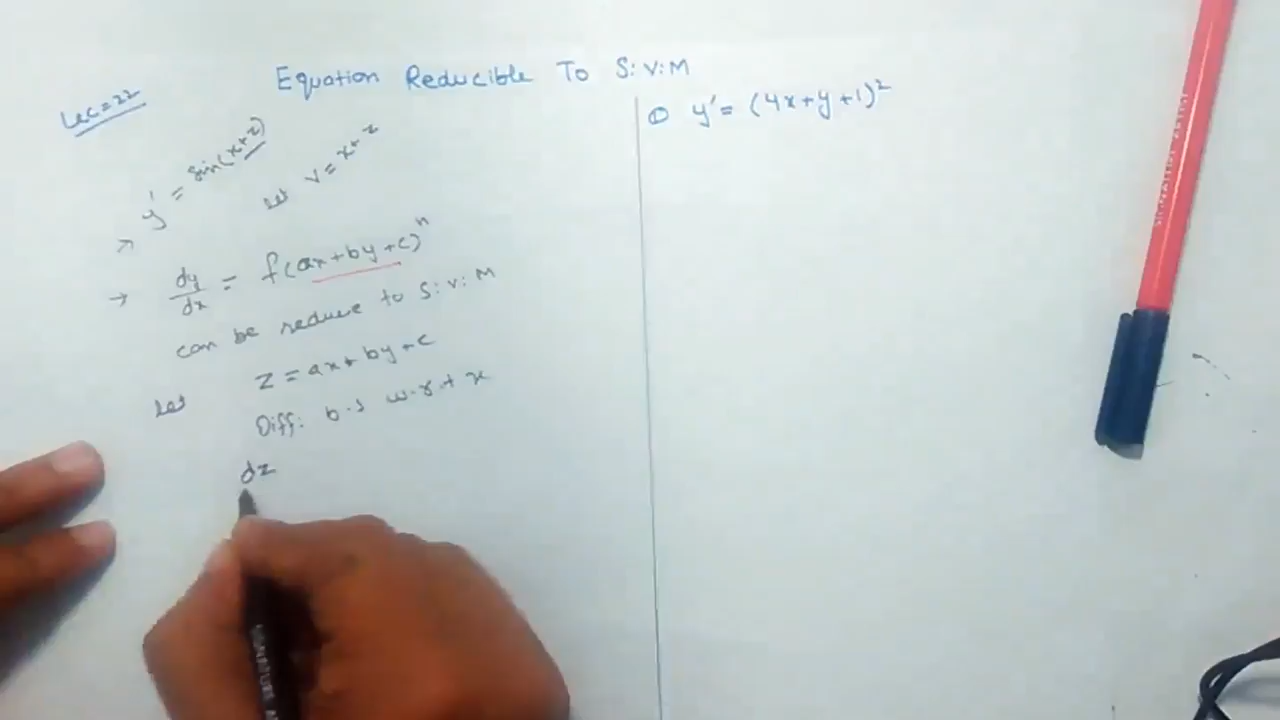 Equation Reducible To S:V:M
Lec=22
→ y' = sin(x+z)
let v = x+z
→ dy/dx = f(ax+by+c)^n
can be reduce to S:V:M
let z = ax+by+c
Diff: b.s w.r.t x
dz
① y' = (4x+y+1)²